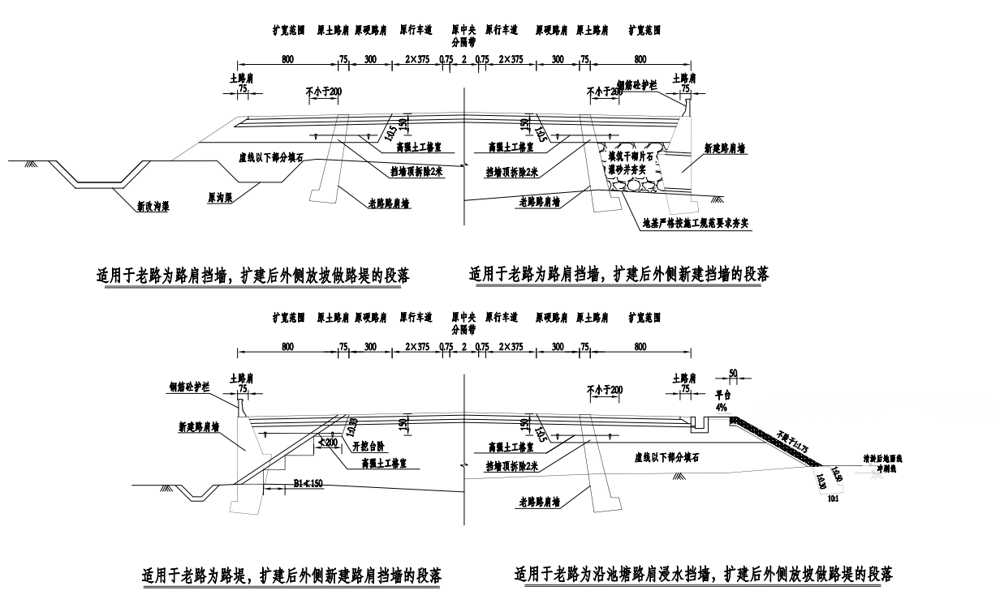 扩宽范围 原土路肩 原硬路肩 原行车道 原中央 原行车道 原硬路肩 原土路肩 扩宽范围
分隔带
800 75 300 2×375 0.75 2 0.75 2×375 300 75 800
土路肩 土路肩
75 不小于200 不小于200 钢筋砼护栏 75
150 1:0.5 150 1:0.5
高强土工格室 高强土工格室 新建路肩墙
虚线以下部分填石 填筑干砌片石
挡墙顶拆除2米 挡墙顶拆除2米 灌砂并夯实
新改沟渠 原沟渠 老路路肩墙 老路路肩墙
地基严格按施工规范要求夯实
适用于老路为路肩挡墙，扩建后外侧放坡做路堤的段落 适用于老路为路肩挡墙，扩建后外侧新建挡墙的段落
扩宽范围 原土路肩 原硬路肩 原行车道 原中央 原行车道 原硬路肩 原土路肩 扩宽范围
分隔带
800 75 300 2×375 0.75 2 0.75 2×375 300 75 800
土路肩 土路肩 50
钢筋砼护栏 75 不小于200 75 平台
4%
新建路肩墙 1:0.33 150 150 1:0.5 不陡于1:1.75
≮200 开挖台阶 高强土工格室
高强土工格室 挡墙顶拆除2米 虚线以下部分填石 清淤后地面线
冲刷线
B1≮150 1:0.30 1:0.50
老路路肩墙 10:1
适用于老路为路堤，扩建后外侧新建路肩挡墙的段落 适用于老路为沿池塘路肩浸水挡墙，扩建后外侧放坡做路堤的段落